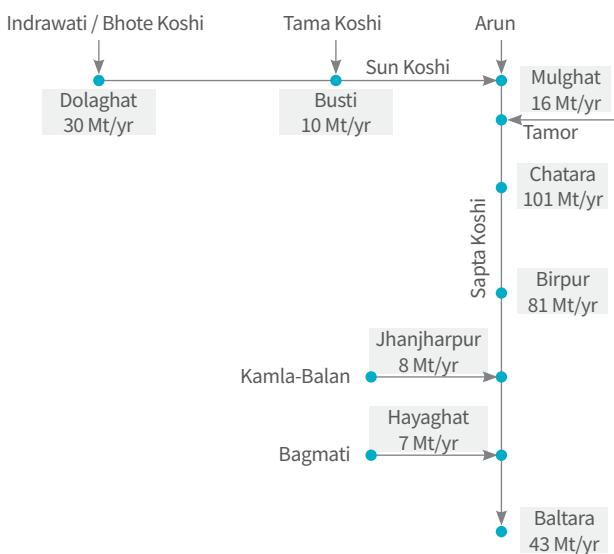 Indrawati / Bhote Koshi
Tama Koshi
Arun
Sun Koshi
Dolaghat
30 Mt/yr
Busti
10 Mt/yr
Mulghat
16 Mt/yr
Tamor
Chatara
101 Mt/yr
Sapta Koshi
Birpur
81 Mt/yr
Jhanjharpur
8 Mt/yr
Kamla-Balan
Hayaghat
7 Mt/yr
Bagmati
Baltara
43 Mt/yr